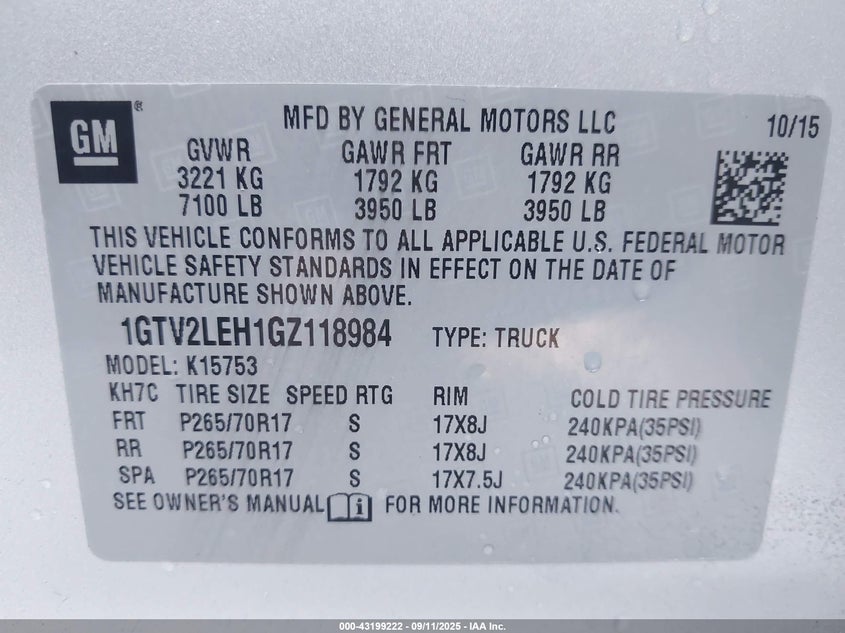 GM ®
MFD BY GENERAL MOTORS LLC 10/15
GVWR GAWR FRT GAWR RR
3221 KG 1792 KG 1792 KG
7100 LB 3950 LB 3950 LB
THIS VEHICLE CONFORMS TO ALL APPLICABLE U.S. FEDERAL MOTOR
VEHICLE SAFETY STANDARDS IN EFFECT ON THE DATE OF
MANUFACTURE SHOWN ABOVE.
1GTV2LEH1GZ118984 TYPE: TRUCK
MODEL: K15753
KH7C TIRE SIZE SPEED RTG RIM COLD TIRE PRESSURE
FRT P265/70R17 S 17X8J 240KPA(35PSI)
RR P265/70R17 S 17X8J 240KPA(35PSI)
SPA P265/70R17 S 17X7.5J 240KPA(35PSI)
SEE OWNER'S MANUAL FOR MORE INFORMATION.
000-43199222 - 09/11/2025 - IAA Inc.